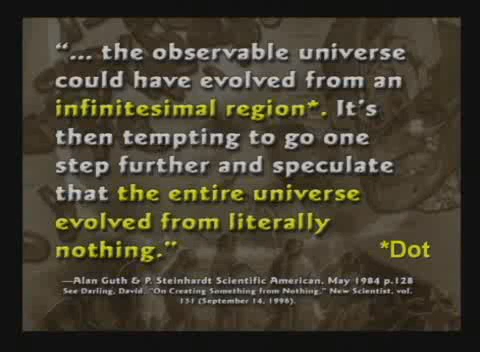 "... the observable universe
could have evolved from an
infinitesimal region*. It's
then tempting to go one
step further and speculate
that the entire universe
evolved from literally
nothing."
*Dot
—Alan Guth & P. Steinhardt Scientific American, May 1984 p.128
See Darling, David, "On Creating Something from Nothing," New Scientist, vol.
151 (September 14, 1996).